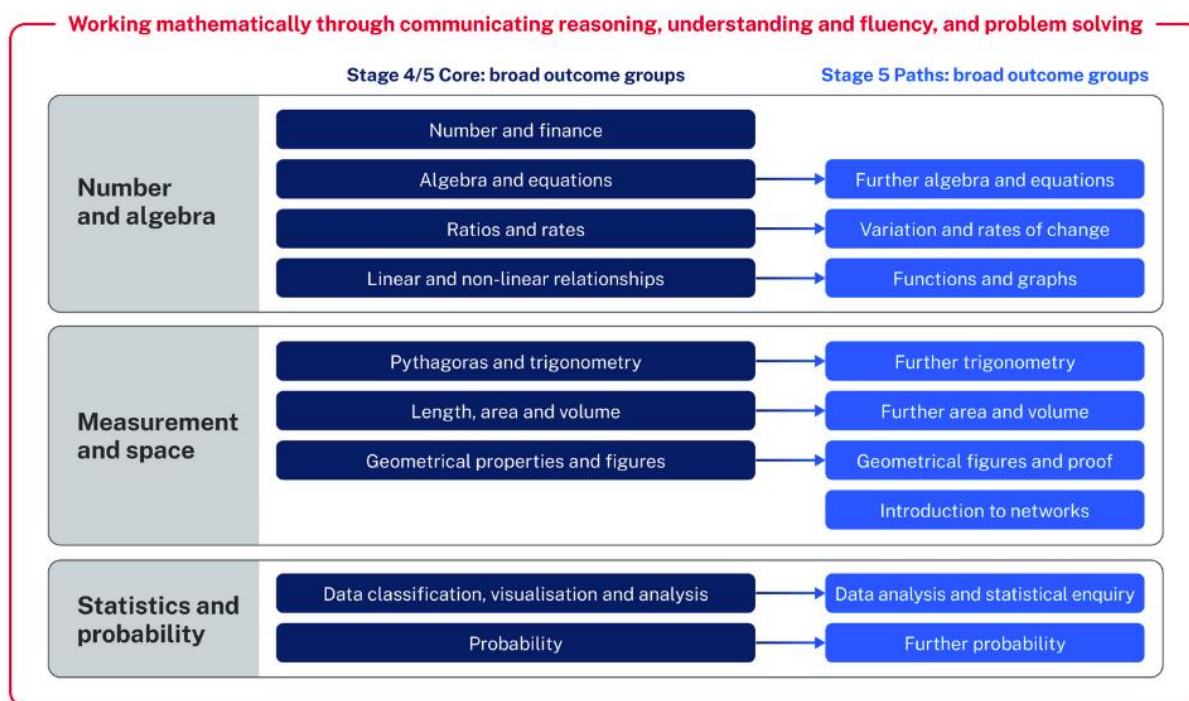 Working mathematically through communicating reasoning, understanding and fluency, and problem solving
Stage 4/5 Core: broad outcome groups
Stage 5 Paths: broad outcome groups
Number
and algebra
Number and finance
Algebra and equations
Further algebra and equations
Ratios and rates
Variation and rates of change
Linear and non-linear relationships
Functions and graphs
Measurement
and space
Pythagoras and trigonometry
Further trigonometry
Length, area and volume
Further area and volume
Geometrical properties and figures
Geometrical figures and proof
Introduction to networks
Statistics and
probability
Data classification, visualisation and analysis
Data analysis and statistical enquiry
Probability
Further probability